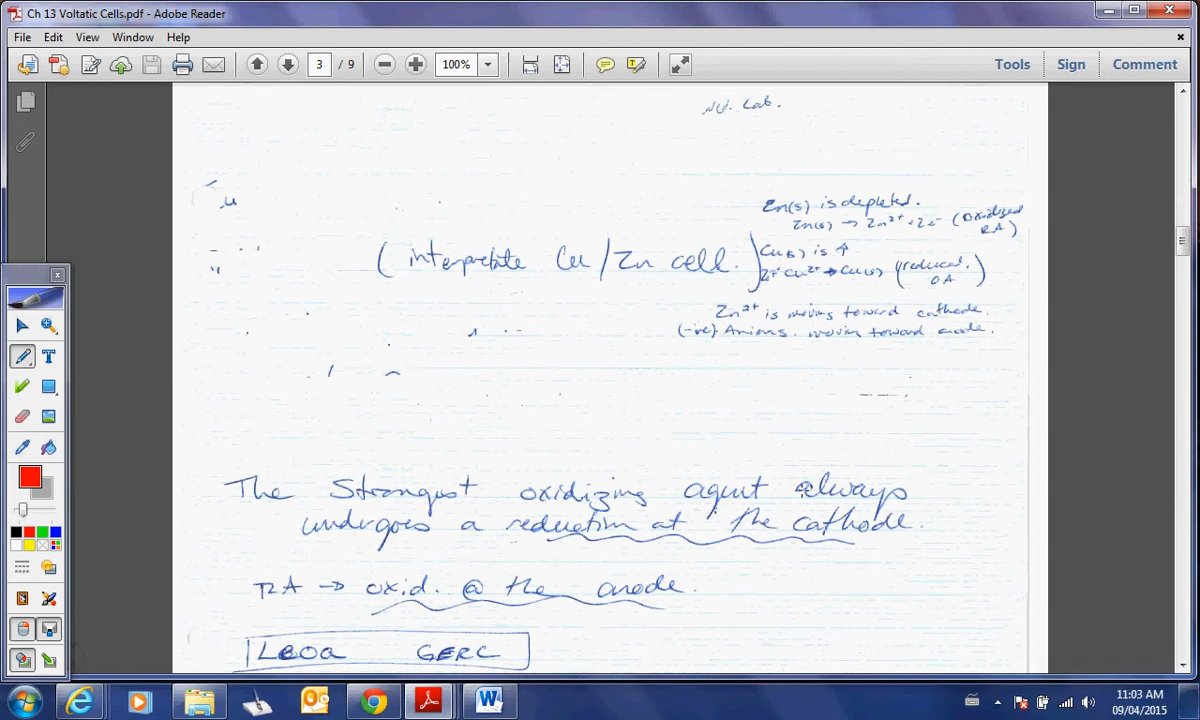 Ch 13 Voltatic Cells.pdf - Adobe Reader
File Edit View Window Help
3 / 9 100% Tools Sign Comment
Lab.
Zn(s) is depleted.
Zn(s) → Zn2+ + 2e- (oxidized RA)
(interpretate Cu/Zn cell.)
Cu(s) is ↑
Cu2+ → Cu(s) (reduced. OA)
Zn2+ is moving toward cathode.
(-ive) Anions. moving toward anode.
The Strongest oxidizing agent always
undergoes a reduction at the cathode.
RA → oxid. @ the anode.
LEOA GERC
11:03 AM
09/04/2015